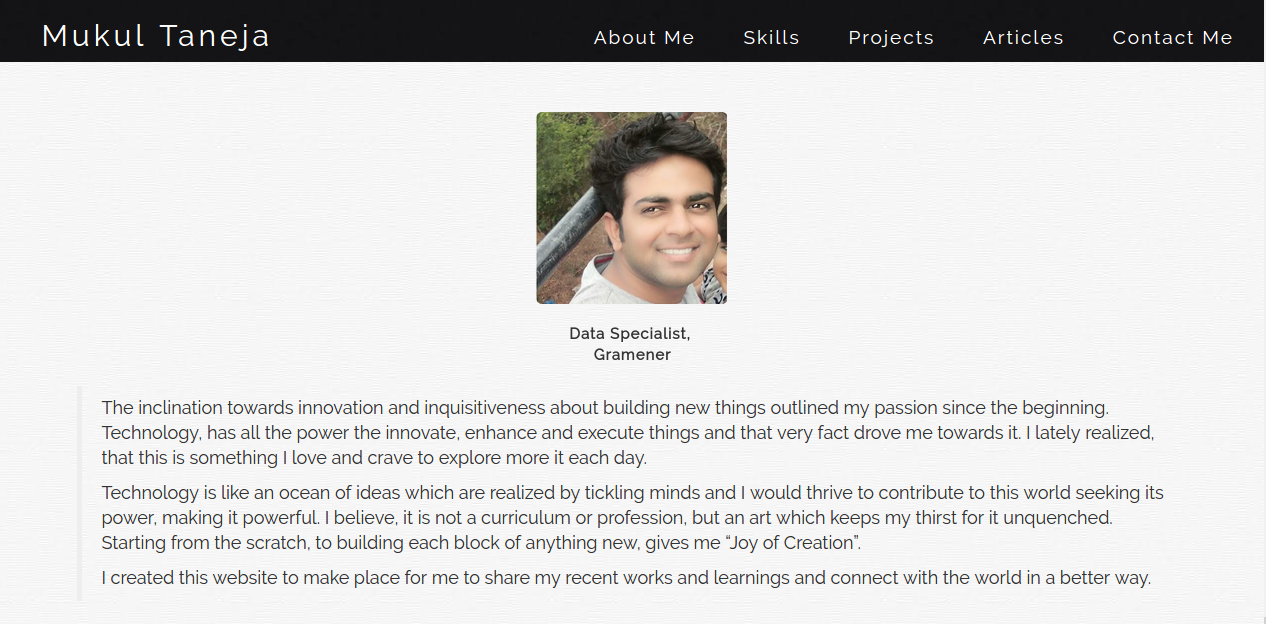 Mukul Taneja
About Me Skills Projects Articles Contact Me
Data Specialist,
Gramener
The inclination towards innovation and inquisitiveness about building new things outlined my passion since the beginning.
Technology, has all the power the innovate, enhance and execute things and that very fact drove me towards it. I lately realized,
that this is something I love and crave to explore more it each day.
Technology is like an ocean of ideas which are realized by tickling minds and I would thrive to contribute to this world seeking its
power, making it powerful. I believe, it is not a curriculum or profession, but an art which keeps my thirst for it unquenched.
Starting from the scratch, to building each block of anything new, gives me “Joy of Creation”.
I created this website to make place for me to share my recent works and learnings and connect with the world in a better way.